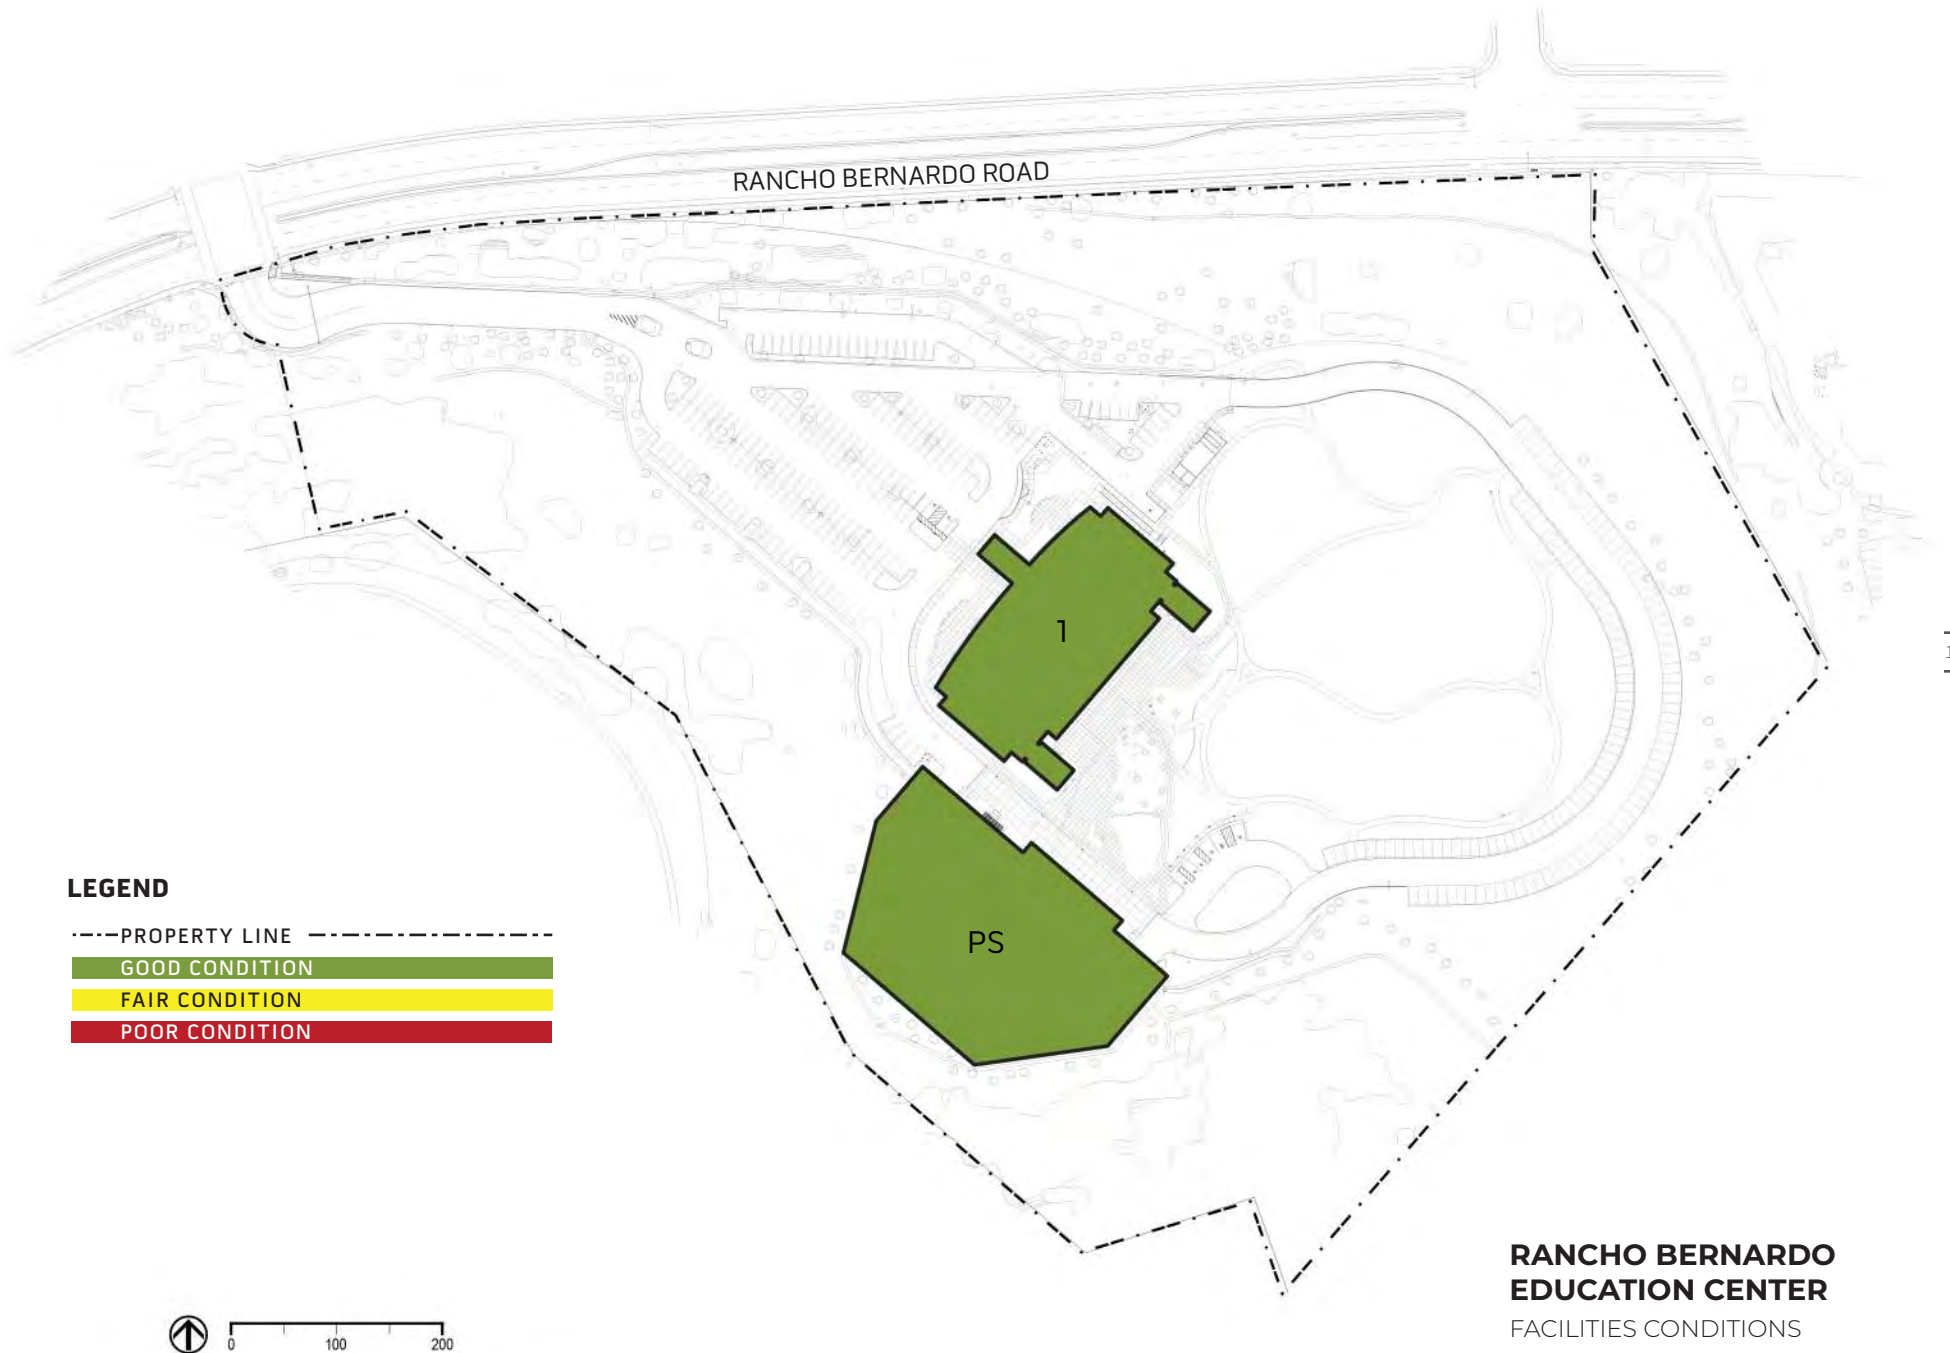 RANCHO BERNARDO ROAD
1
PS
LEGEND
PROPERTY LINE
GOOD CONDITION
FAIR CONDITION
POOR CONDITION
0 100 200
RANCHO BERNARDO
EDUCATION CENTER
FACILITIES CONDITIONS